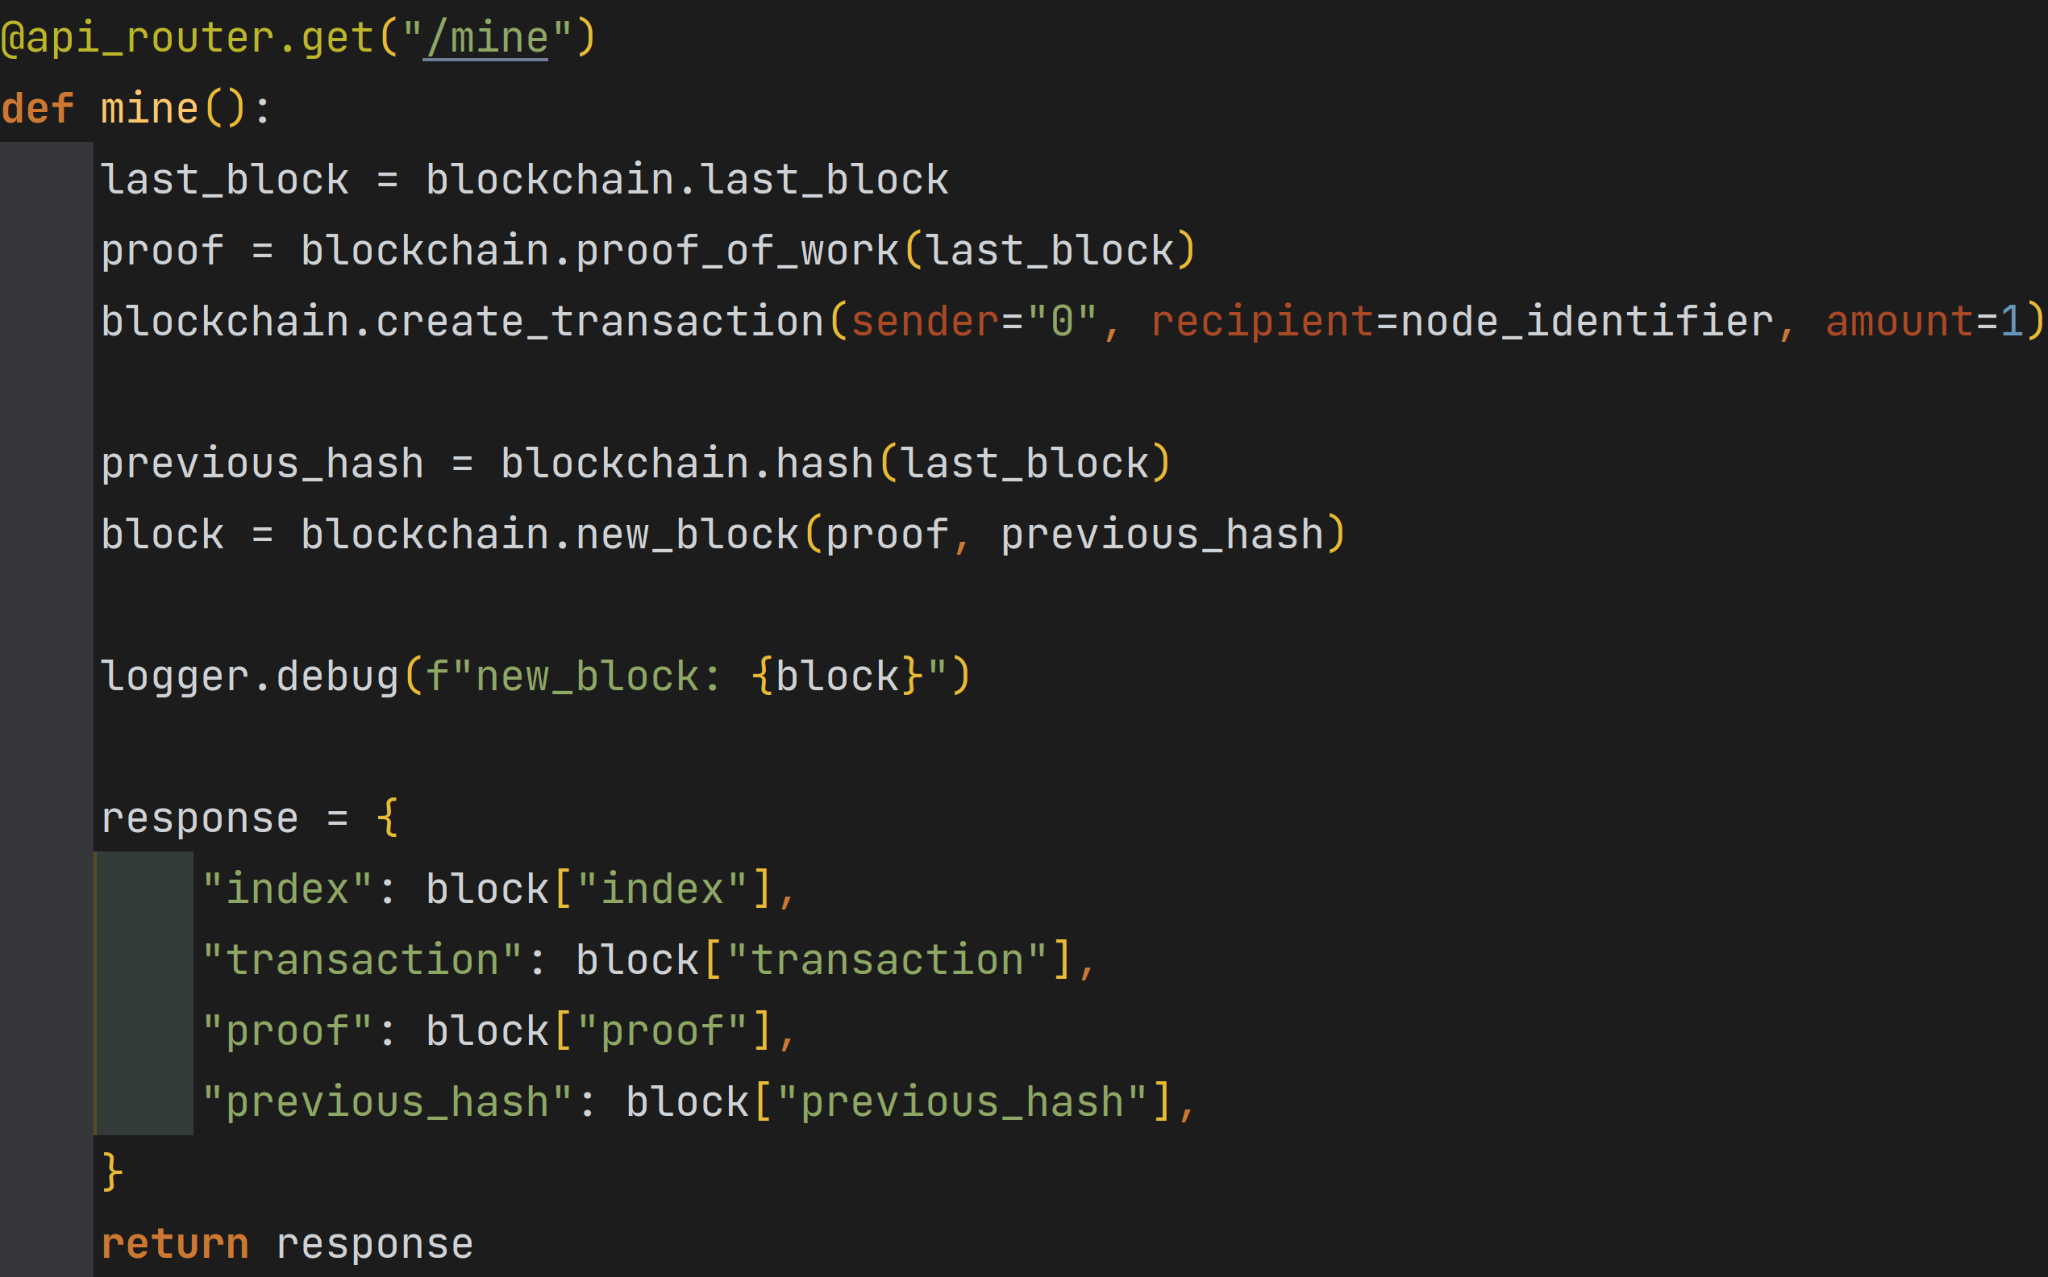 @api_router.get("/mine")
def mine():
    last_block = blockchain.last_block
    proof = blockchain.proof_of_work(last_block)
    blockchain.create_transaction(sender="0", recipient=node_identifier, amount=1)

    previous_hash = blockchain.hash(last_block)
    block = blockchain.new_block(proof, previous_hash)

    logger.debug(f"new_block: {block}")

    response = {
        "index": block["index"],
        "transaction": block["transaction"],
        "proof": block["proof"],
        "previous_hash": block["previous_hash"],
    }
    return response